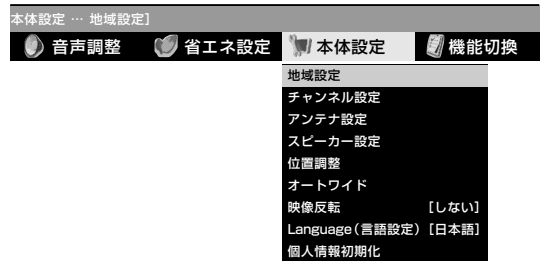 本体設定 … 地域設定]
音声調整 省エネ設定 本体設定 機能切換
地域設定
チャンネル設定
アンテナ設定
スピーカー設定
位置調整
オートワイド
映像反転 [しない]
Language(言語設定) [日本語]
個人情報初期化